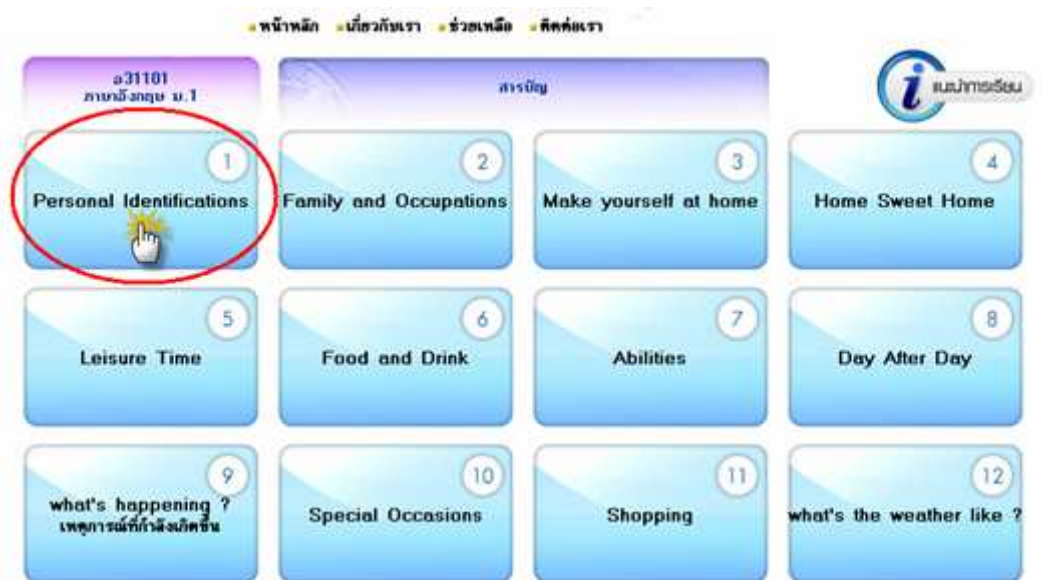 หน้าหลัก เกี่ยวกับเรา ช่วยเหลือ ติดต่อเรา
อ31101
ภาษาอังกฤษ ม.1
สารบัญ
i แนะนำการเรียน
1
Personal Identifications
2
Family and Occupations
3
Make yourself at home
4
Home Sweet Home
5
Leisure Time
6
Food and Drink
7
Abilities
8
Day After Day
9
what's happening ?
เหตุการณ์ที่กำลังเกิดขึ้น
10
Special Occasions
11
Shopping
12
what's the weather like ?